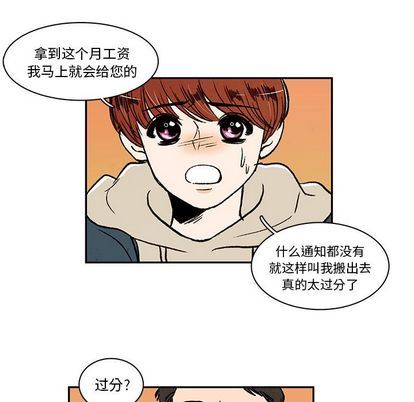 拿到这个月工资
我马上就会给您的
什么通知都没有
就这样叫我搬出去
真的太过分了
过分?